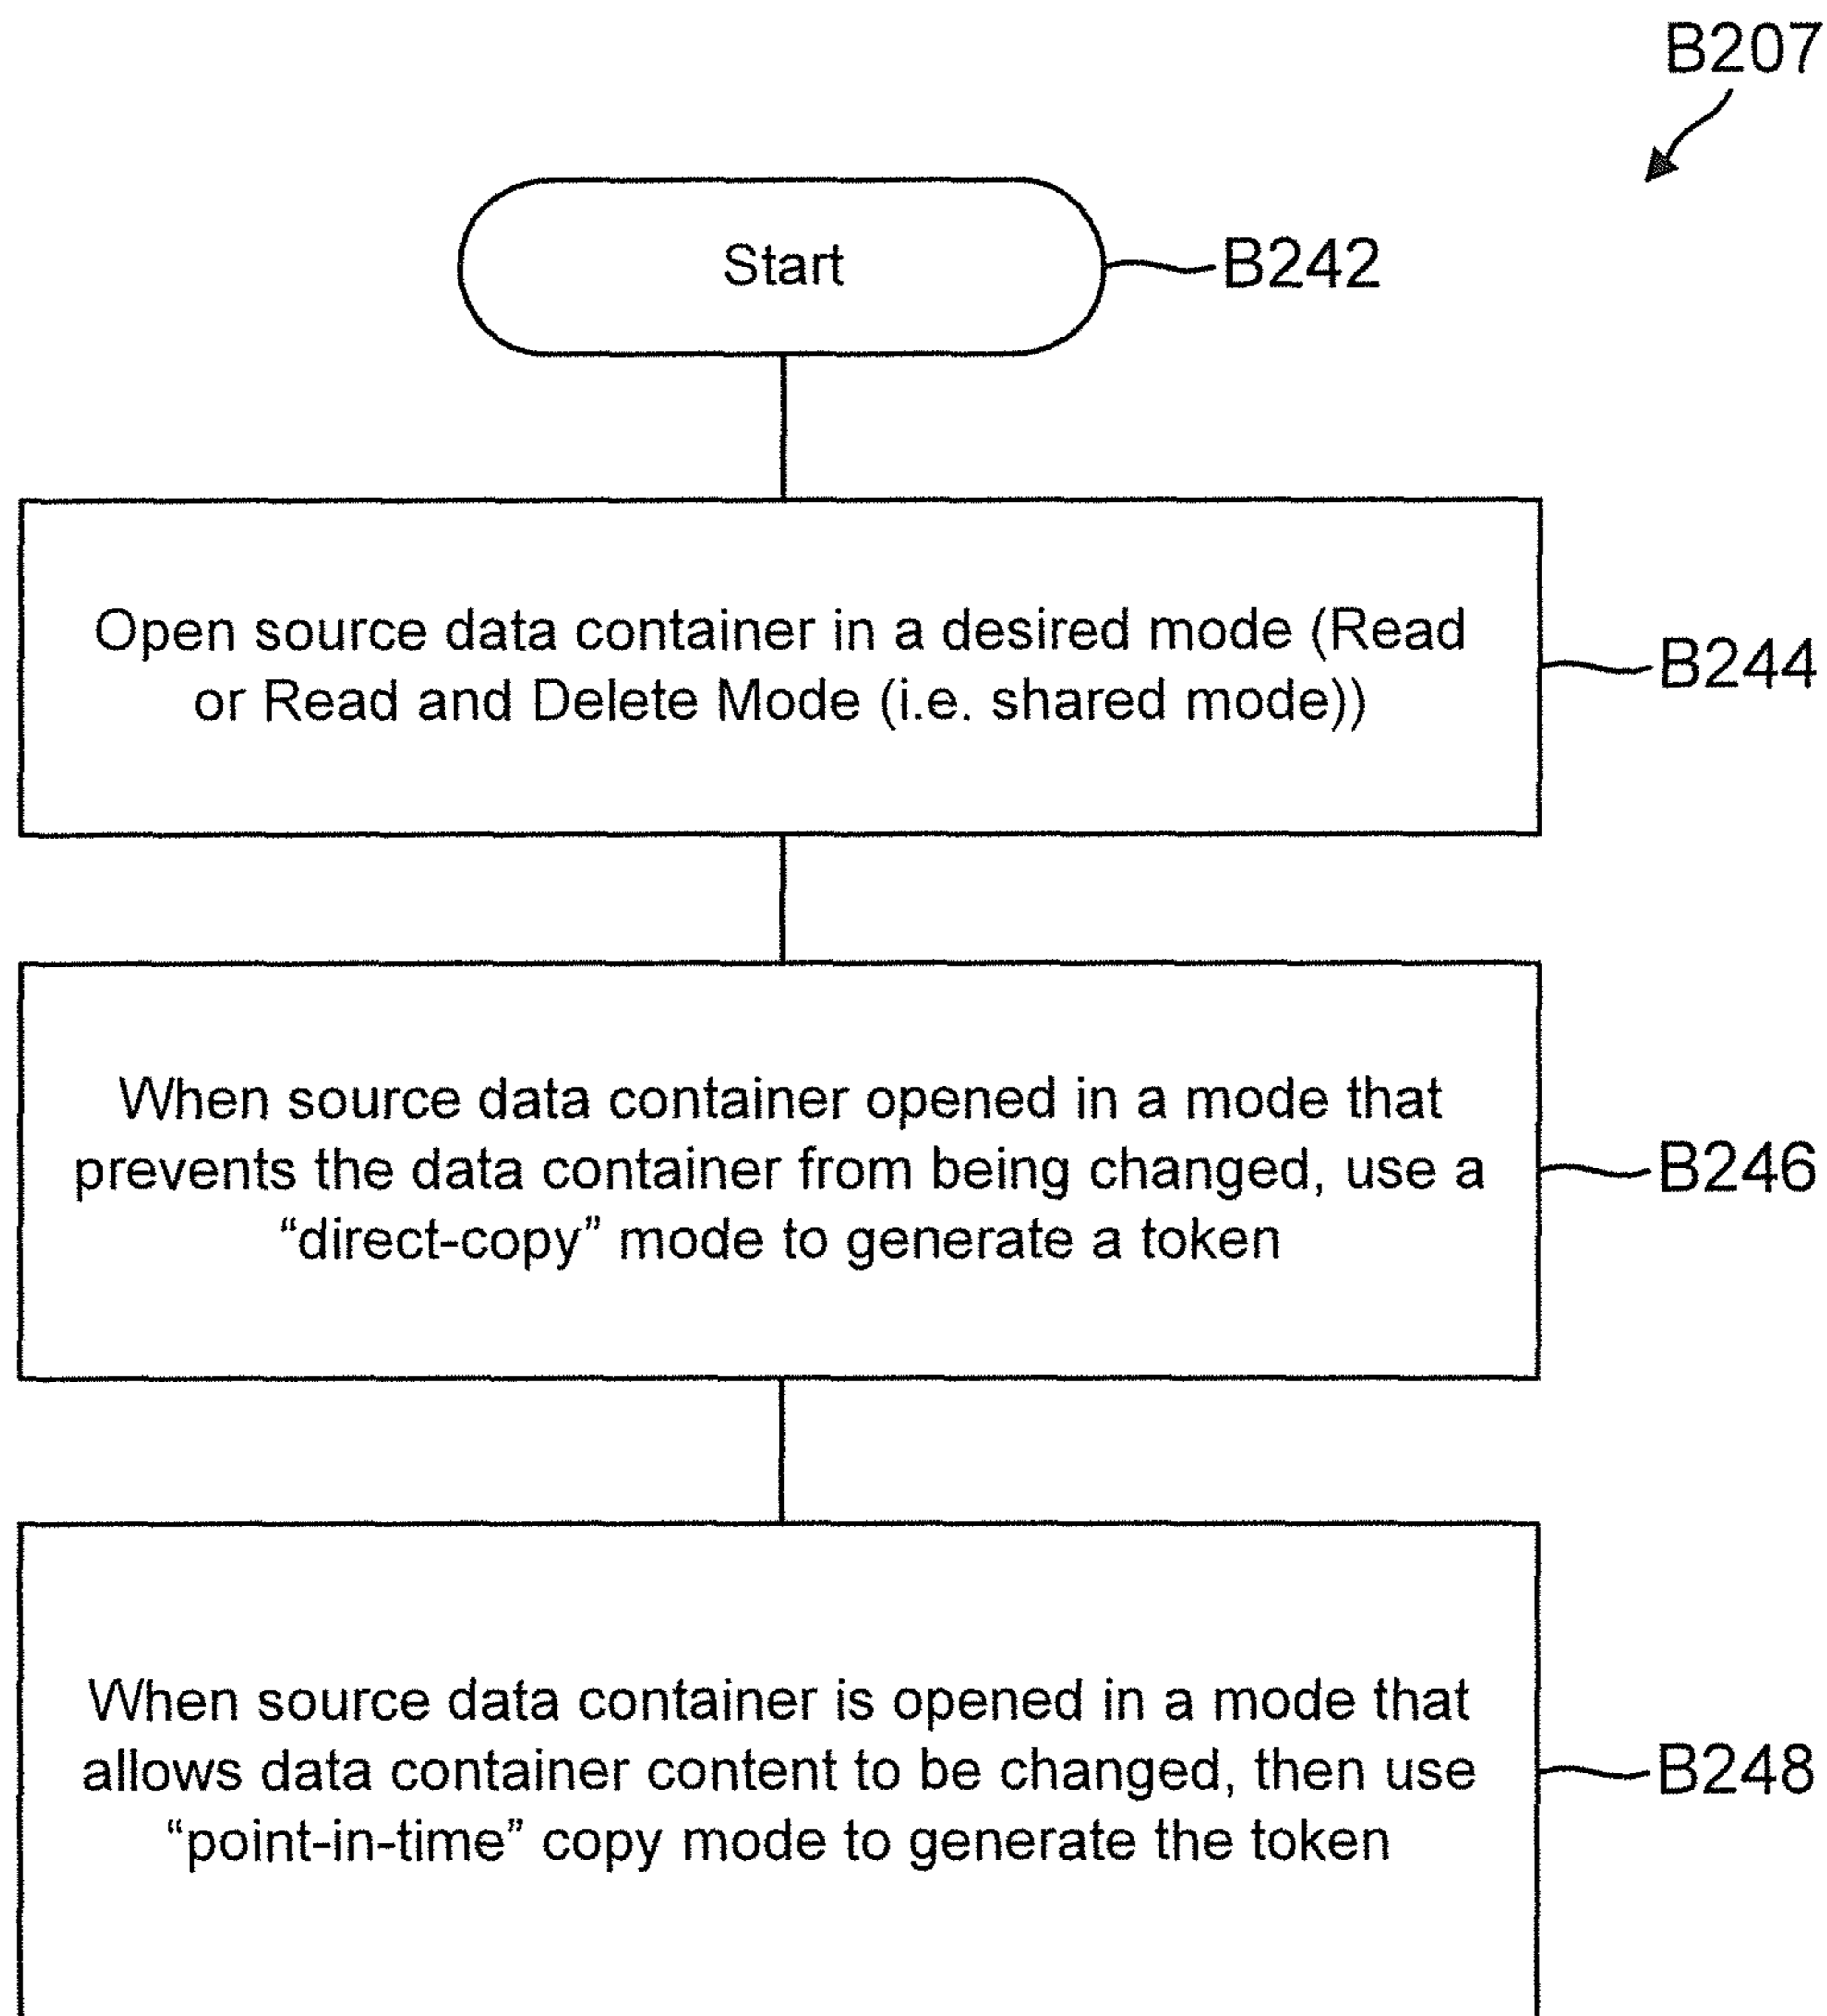 B207
Start
B242
Open source data container in a desired mode (Read
or Read and Delete Mode (i.e. shared mode))
B244
When source data container opened in a mode that
prevents the data container from being changed, use a
“direct-copy” mode to generate a token
B246
When source data container is opened in a mode that
allows data container content to be changed, then use
“point-in-time” copy mode to generate the token
B248